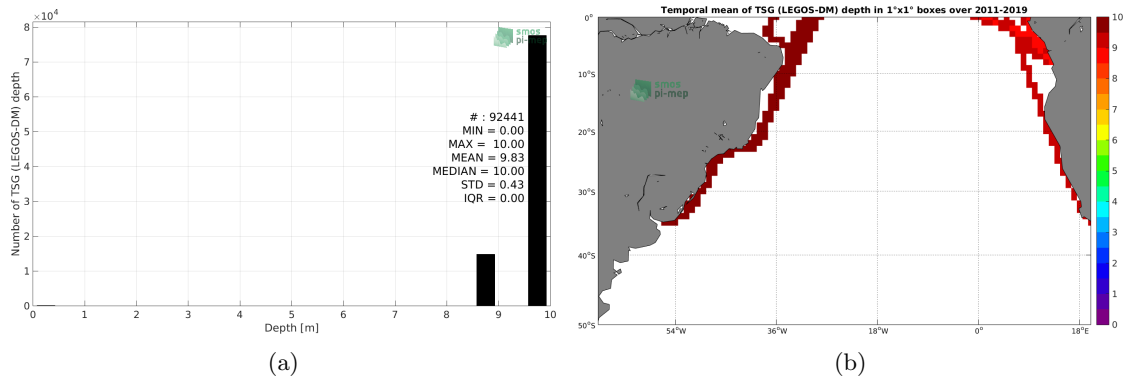 ×10⁴
8
7
6
5
4
3
2
1
0
Number of TSG (LEGOS-DM) depth
smos
pi-mep
# : 92441
MIN = 0.00
MAX = 10.00
MEAN = 9.83
MEDIAN = 10.00
STD = 0.43
IQR = 0.00
0 1 2 3 4 5 6 7 8 9 10
Depth [m]
(a)
Temporal mean of TSG (LEGOS-DM) depth in 1°x1° boxes over 2011-2019
0°
10°S
20°S
30°S
40°S
50°S
smos
pi-mep
54°W 36°W 18°W 0° 18°E
10
9
8
7
6
5
4
3
2
1
0
(b)